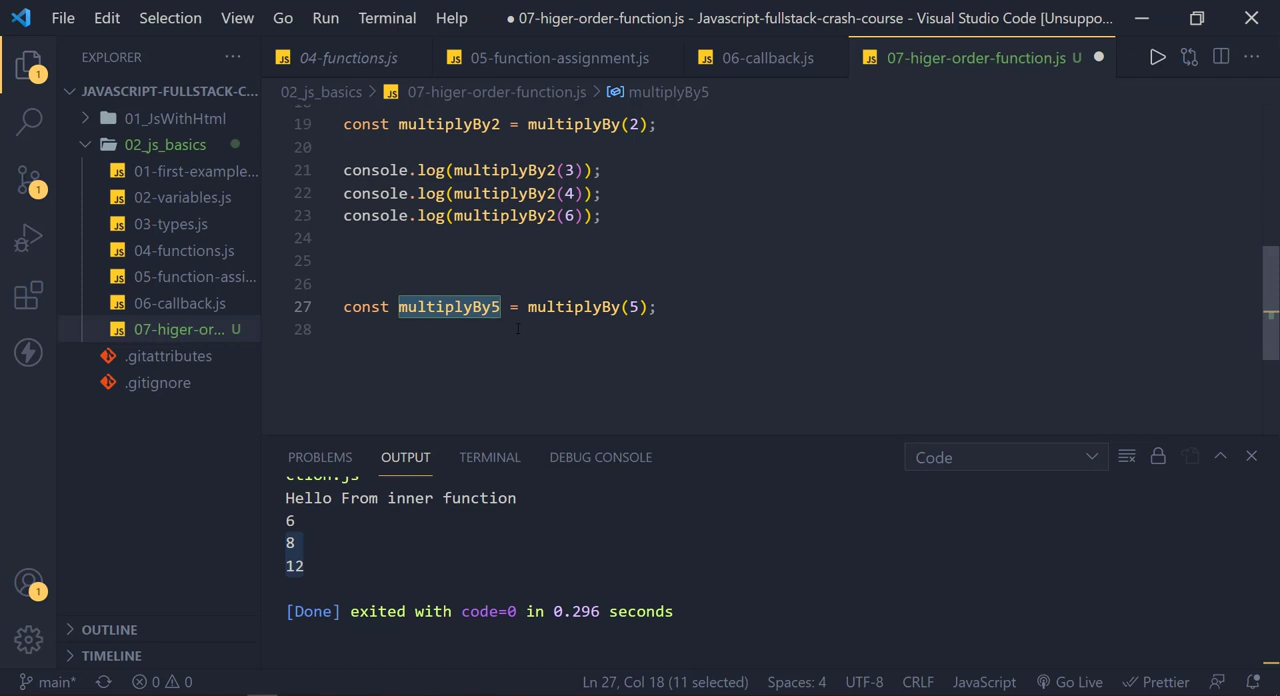 File Edit Selection View Go Run Terminal Help ● 07-higer-order-function.js - Javascript-fullstack-crash-course - Visual Studio Code [Unsuppo...
EXPLORER ...
04-functions.js 05-function-assignment.js 06-callback.js 07-higer-order-function.js U
JAVASCRIPT-FULLSTACK-C...
02_js_basics > 07-higer-order-function.js > multiplyBy5
01_JsWithHtml
02_js_basics
01-first-example...
02-variables.js
03-types.js
04-functions.js
05-function-assi...
06-callback.js
07-higer-or... U
.gitattributes
.gitignore
OUTLINE
TIMELINE
1
1
1
18
19 const multiplyBy2 = multiplyBy(2);
20
21 console.log(multiplyBy2(3));
22 console.log(multiplyBy2(4));
23 console.log(multiplyBy2(6));
24
25
26
27 const multiplyBy5 = multiplyBy(5);
28
PROBLEMS OUTPUT TERMINAL DEBUG CONSOLE Code
ction.js
Hello From inner function
6
8
12
[Done] exited with code=0 in 0.296 seconds
main* 0 0 Ln 27, Col 18 (11 selected) Spaces: 4 UTF-8 CRLF JavaScript Go Live Prettier